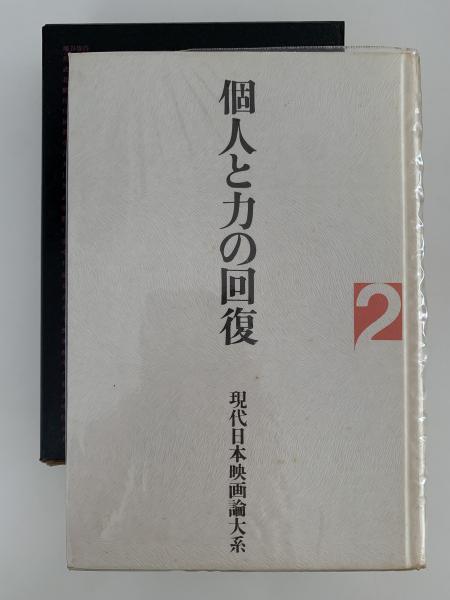 個人と力の回復
現代日本映画論大系
2